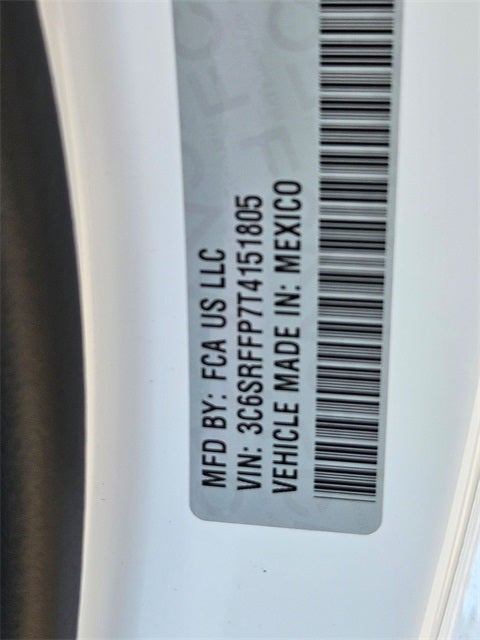 MFD BY: FCA US LLC
VIN: 3C6SRFFP7T4151805
VEHICLE MADE IN: MEXICO